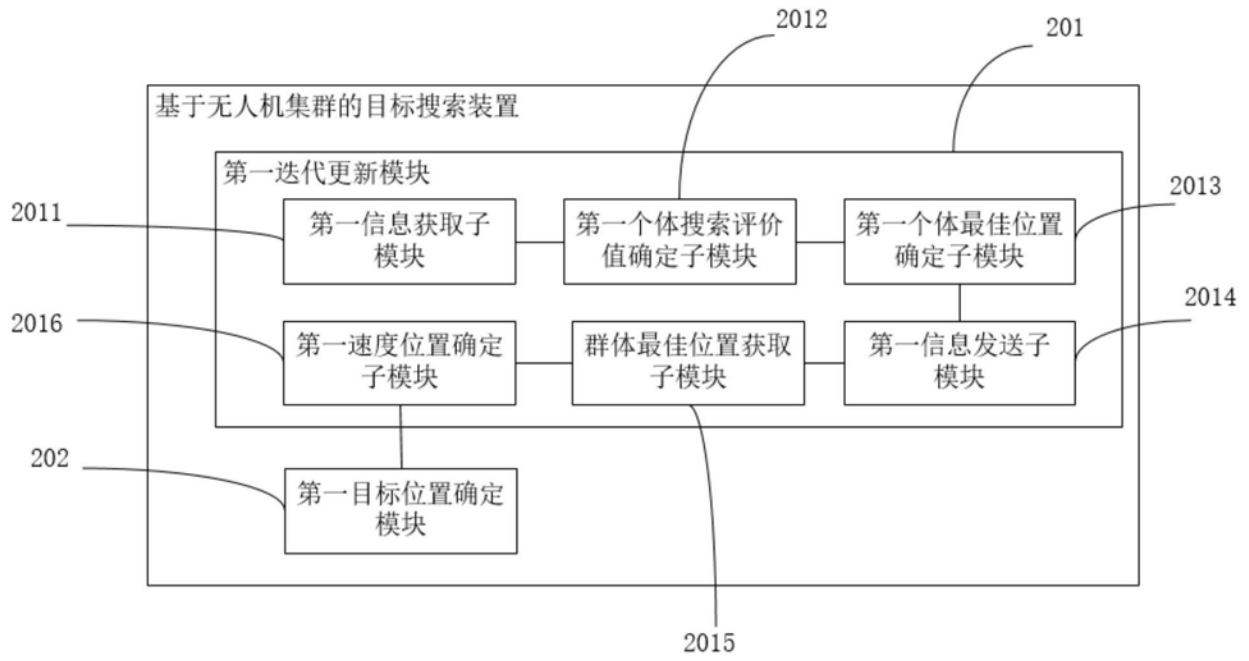 2012
201
基于无人机集群的目标搜索装置
第一迭代更新模块
2011
第一信息获取子
模块
第一个体搜索评价
值确定子模块
第一个体最佳位置
确定子模块
2013
2016
第一速度位置确定
子模块
群体最佳位置获取
子模块
第一信息发送子
模块
2014
202
第一目标位置确定
模块
2015